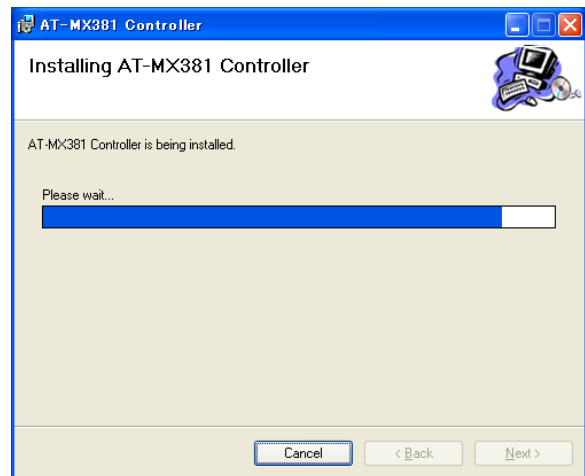 AT-MX381 Controller
Installing AT-MX381 Controller
AT-MX381 Controller is being installed.
Please wait...
Cancel
< Back
Next >